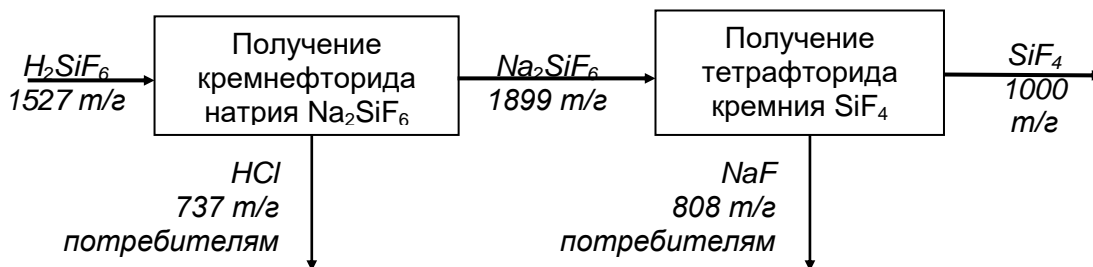 H₂SiF₆
1527 т/г
Получение
кремнефторида
натрия Na₂SiF₆
Na₂SiF₆
1899 т/г
Получение
тетрафторида
кремния SiF₄
SiF₄
1000
т/г
HCl
737 т/г
потребителям
NaF
808 т/г
потребителям